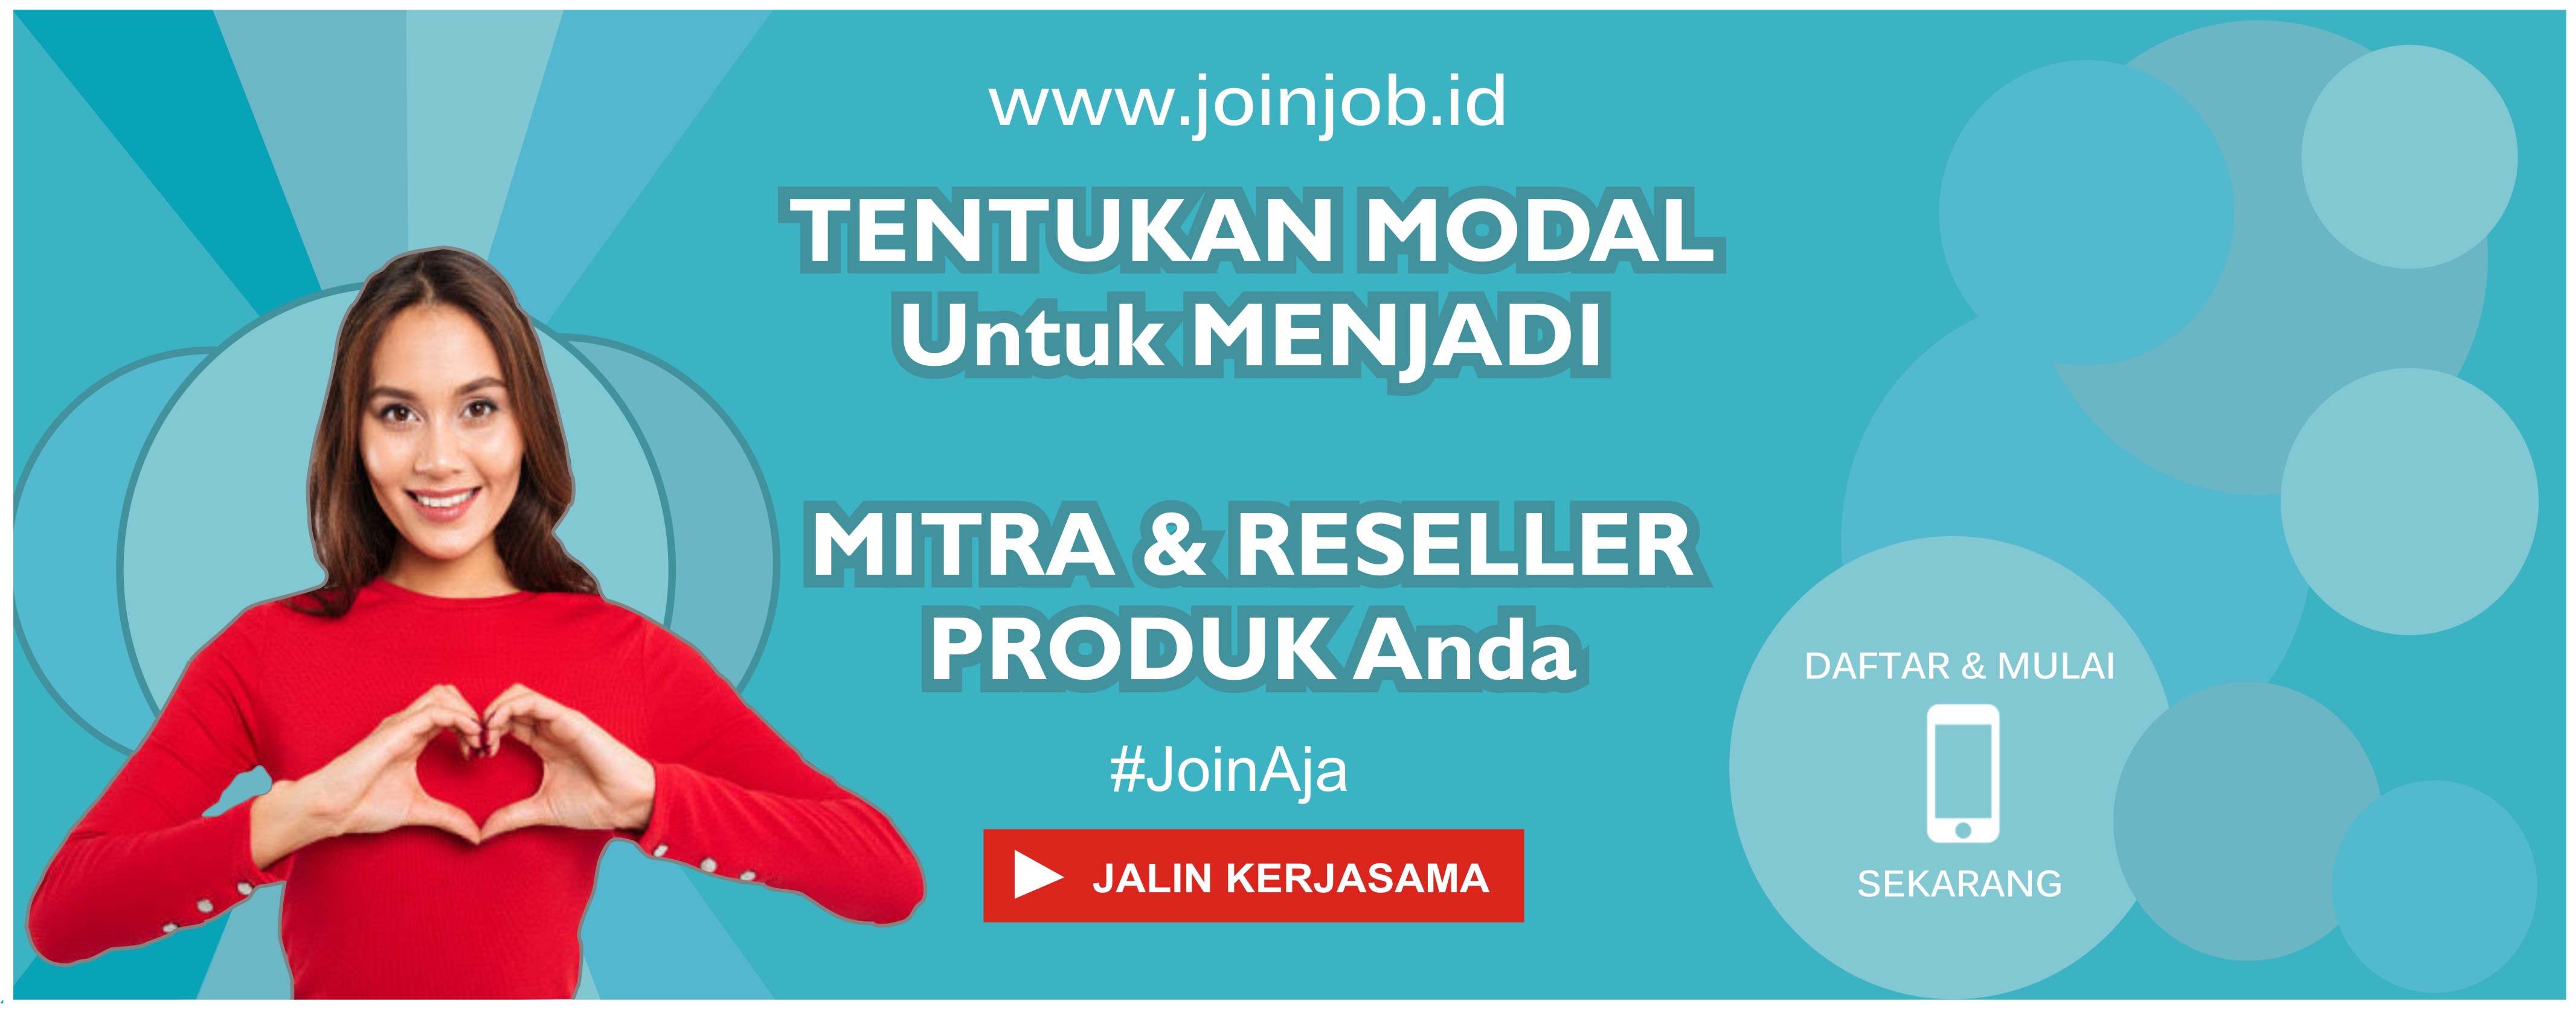 www.joinjob.id
TENTUKAN MODAL
Untuk MENJADI
MITRA & RESELLER
PRODUK Anda
#JoinAja
JALIN KERJASAMA
DAFTAR & MULAI
SEKARANG